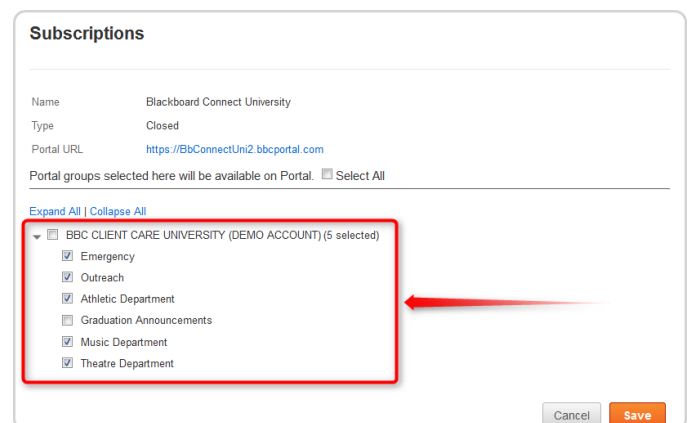 Subscriptions
Name Blackboard Connect University
Type Closed
Portal URL https://BbConnectUni2.bbcportal.com
Portal groups selected here will be available on Portal. Select All
Expand All | Collapse All
BBC CLIENT CARE UNIVERSITY (DEMO ACCOUNT) (5 selected)
Emergency
Outreach
Athletic Department
Graduation Announcements
Music Department
Theatre Department
Cancel Save